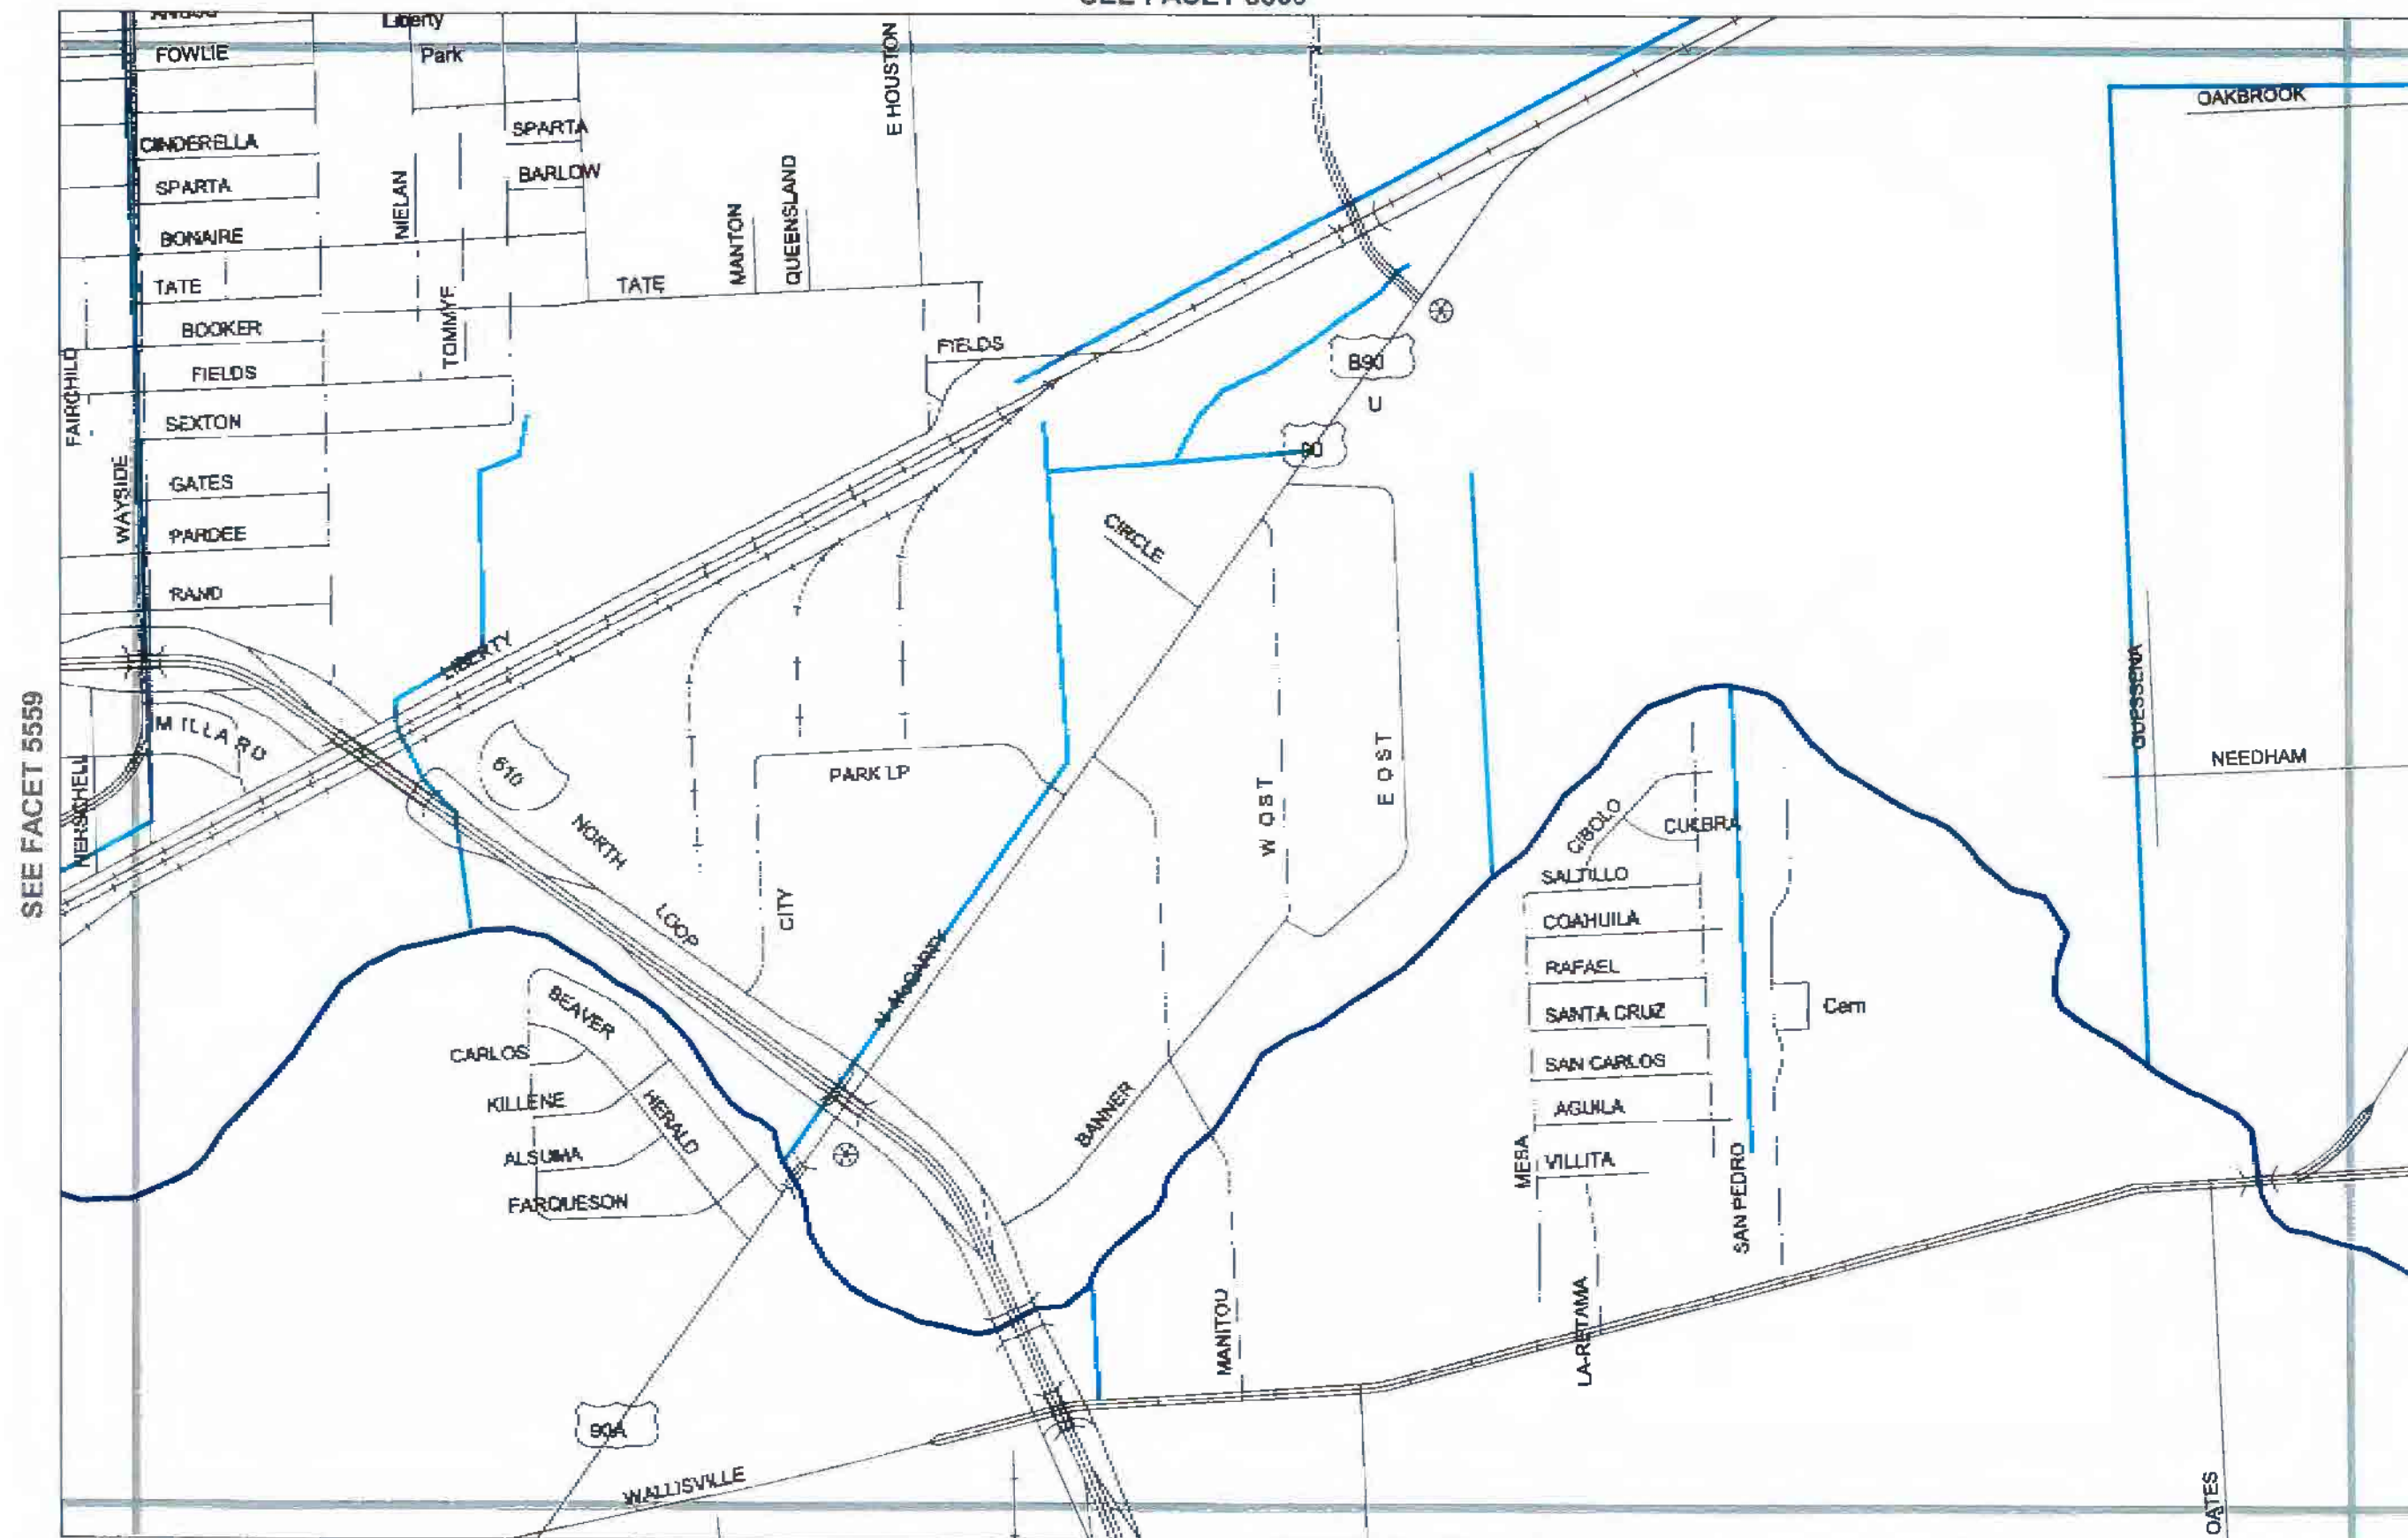 SEE FACET 5559
Liberty
Park
FOWLIE
CINDERELLA
SPARTA
BONAIRE
TATE
BOOKER
FIELDS
SEXTON
GATES
PARDEE
RAND
FAIRCHILD
WAYSIDE
NIELAN
SPARTA
BARLOW
MANTON
QUEENSLAND
E HOUSTON
TATE
FIELDS
OAKBROOK
B90
U
90
CIRCLE
LIBERTY
MILLARD
HERSCHELL
610
NORTH
LOOP
PARK LP
CITY
W OST
E OST
N McCARTY
GUESSENA
NEEDHAM
CIBOLO
CULEBRA
SALTILLO
COAHUILA
RAFAEL
SANTA CRUZ
SAN CARLOS
AGUILA
VILLITA
MESA
SAN PEDRO
LA-RETAMA
Cem
BEAVER
CARLOS
KILLENE
HERALD
ALSUMA
FARQUESON
BANNER
MANITOU
90A
WALLISVILLE
OATES